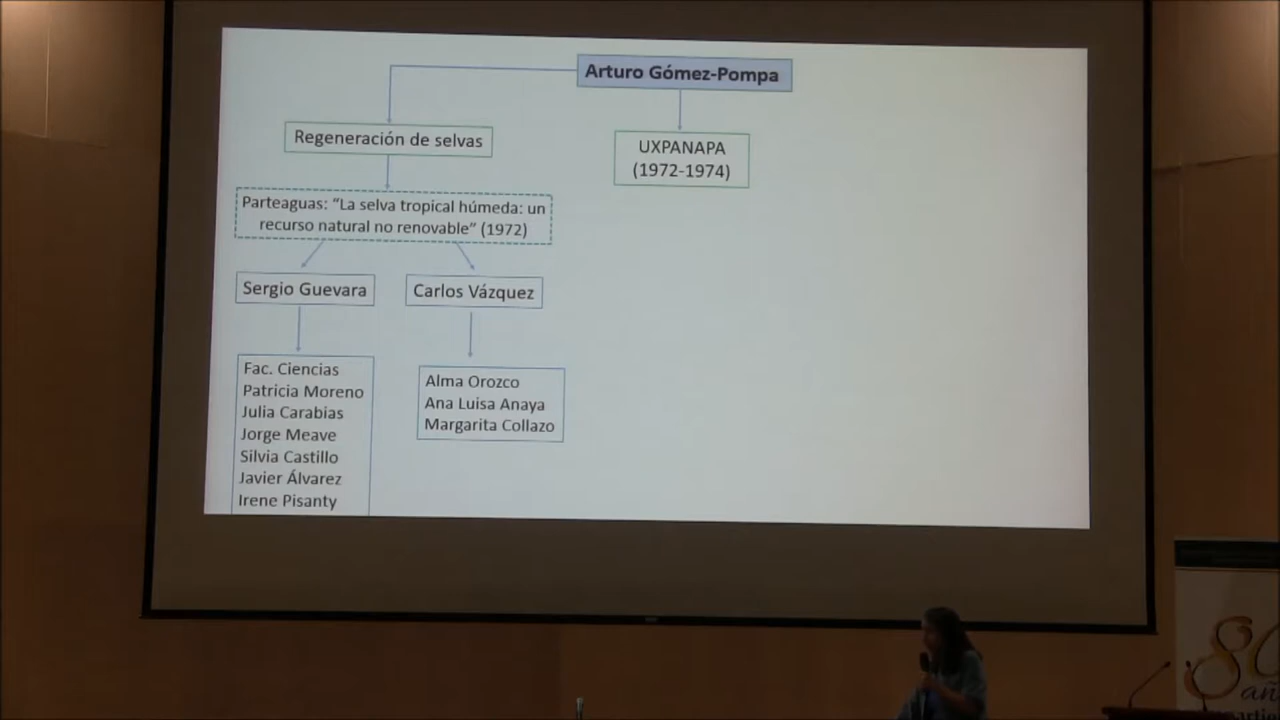 Arturo Gómez-Pompa
Regeneración de selvas
UXPANAPA
(1972-1974)
Parteaguas: “La selva tropical húmeda: un
recurso natural no renovable” (1972)
Sergio Guevara
Carlos Vázquez
Fac. Ciencias
Patricia Moreno
Julia Carabias
Jorge Meave
Silvia Castillo
Javier Álvarez
Irene Pisanty
Alma Orozco
Ana Luisa Anaya
Margarita Collazo